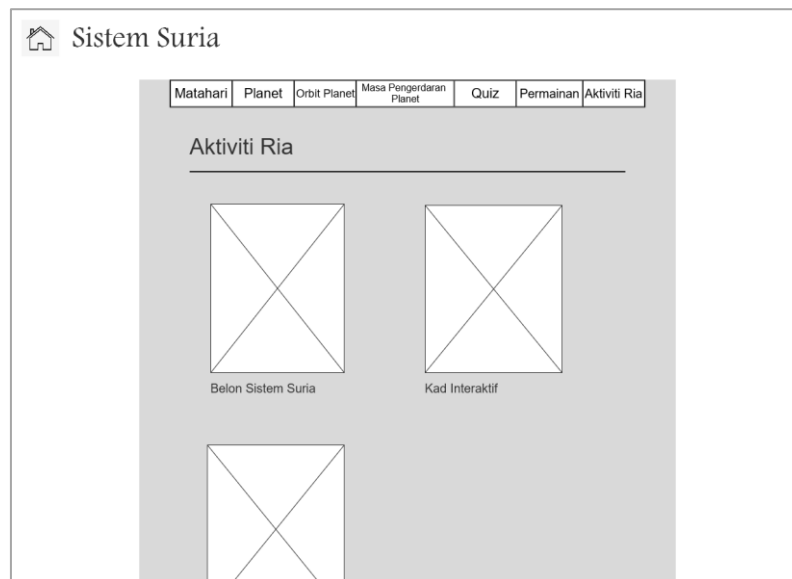 Sistem Suria
Matahari
Planet
Orbit Planet
Masa Pengerdaran
Planet
Quiz
Permainan
Aktiviti Ria
Aktiviti Ria
Belon Sistem Suria
Kad Interaktif